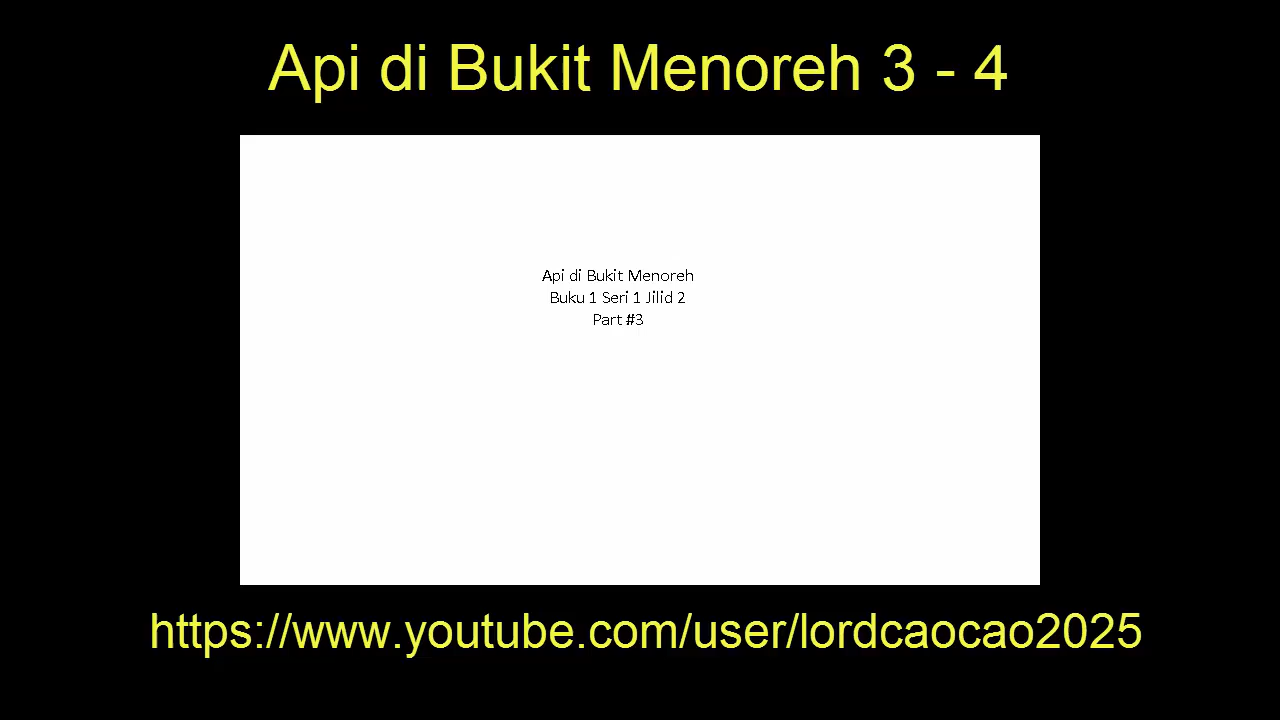 Api di Bukit Menoreh 3 - 4
Api di Bukit Menoreh
Buku 1 Seri 1 Jilid 2
Part #3
https://www.youtube.com/user/lordcaocao2025